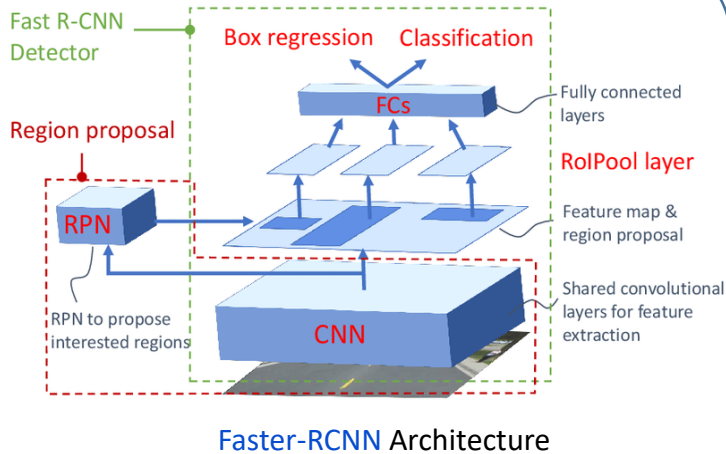 Fast R-CNN
Detector
Box regression
Classification
FCs
Fully connected
layers
Region proposal
RoIPool layer
RPN
Feature map &
region proposal
RPN to propose
interested regions
CNN
Shared convolutional
layers for feature
extraction
Faster-RCNN Architecture